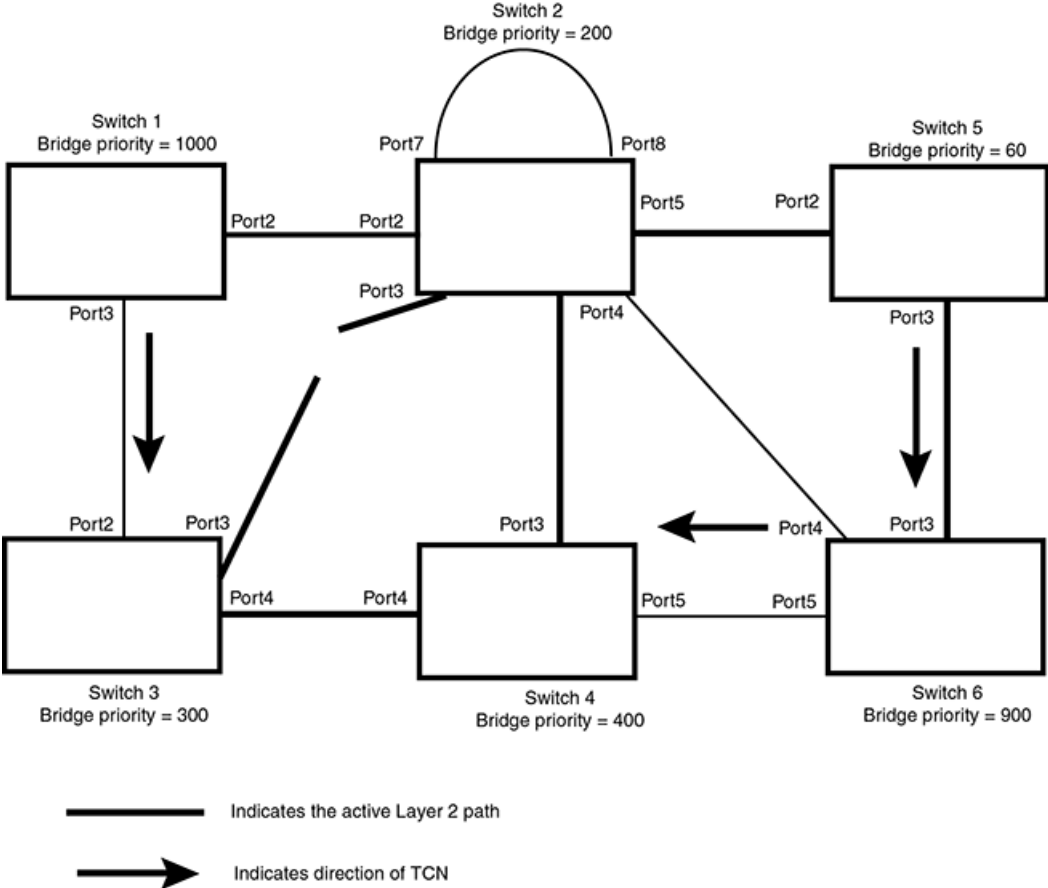 Switch 2
Bridge priority = 200
Switch 1
Bridge priority = 1000
Switch 5
Bridge priority = 60
Port7
Port8
Port2
Port2
Port5
Port2
Port3
Port3
Port4
Port3
Port2
Port3
Port3
Port4
Port3
Port4
Port4
Port5
Port5
Switch 3
Bridge priority = 300
Switch 4
Bridge priority = 400
Switch 6
Bridge priority = 900
Indicates the active Layer 2 path
Indicates direction of TCN